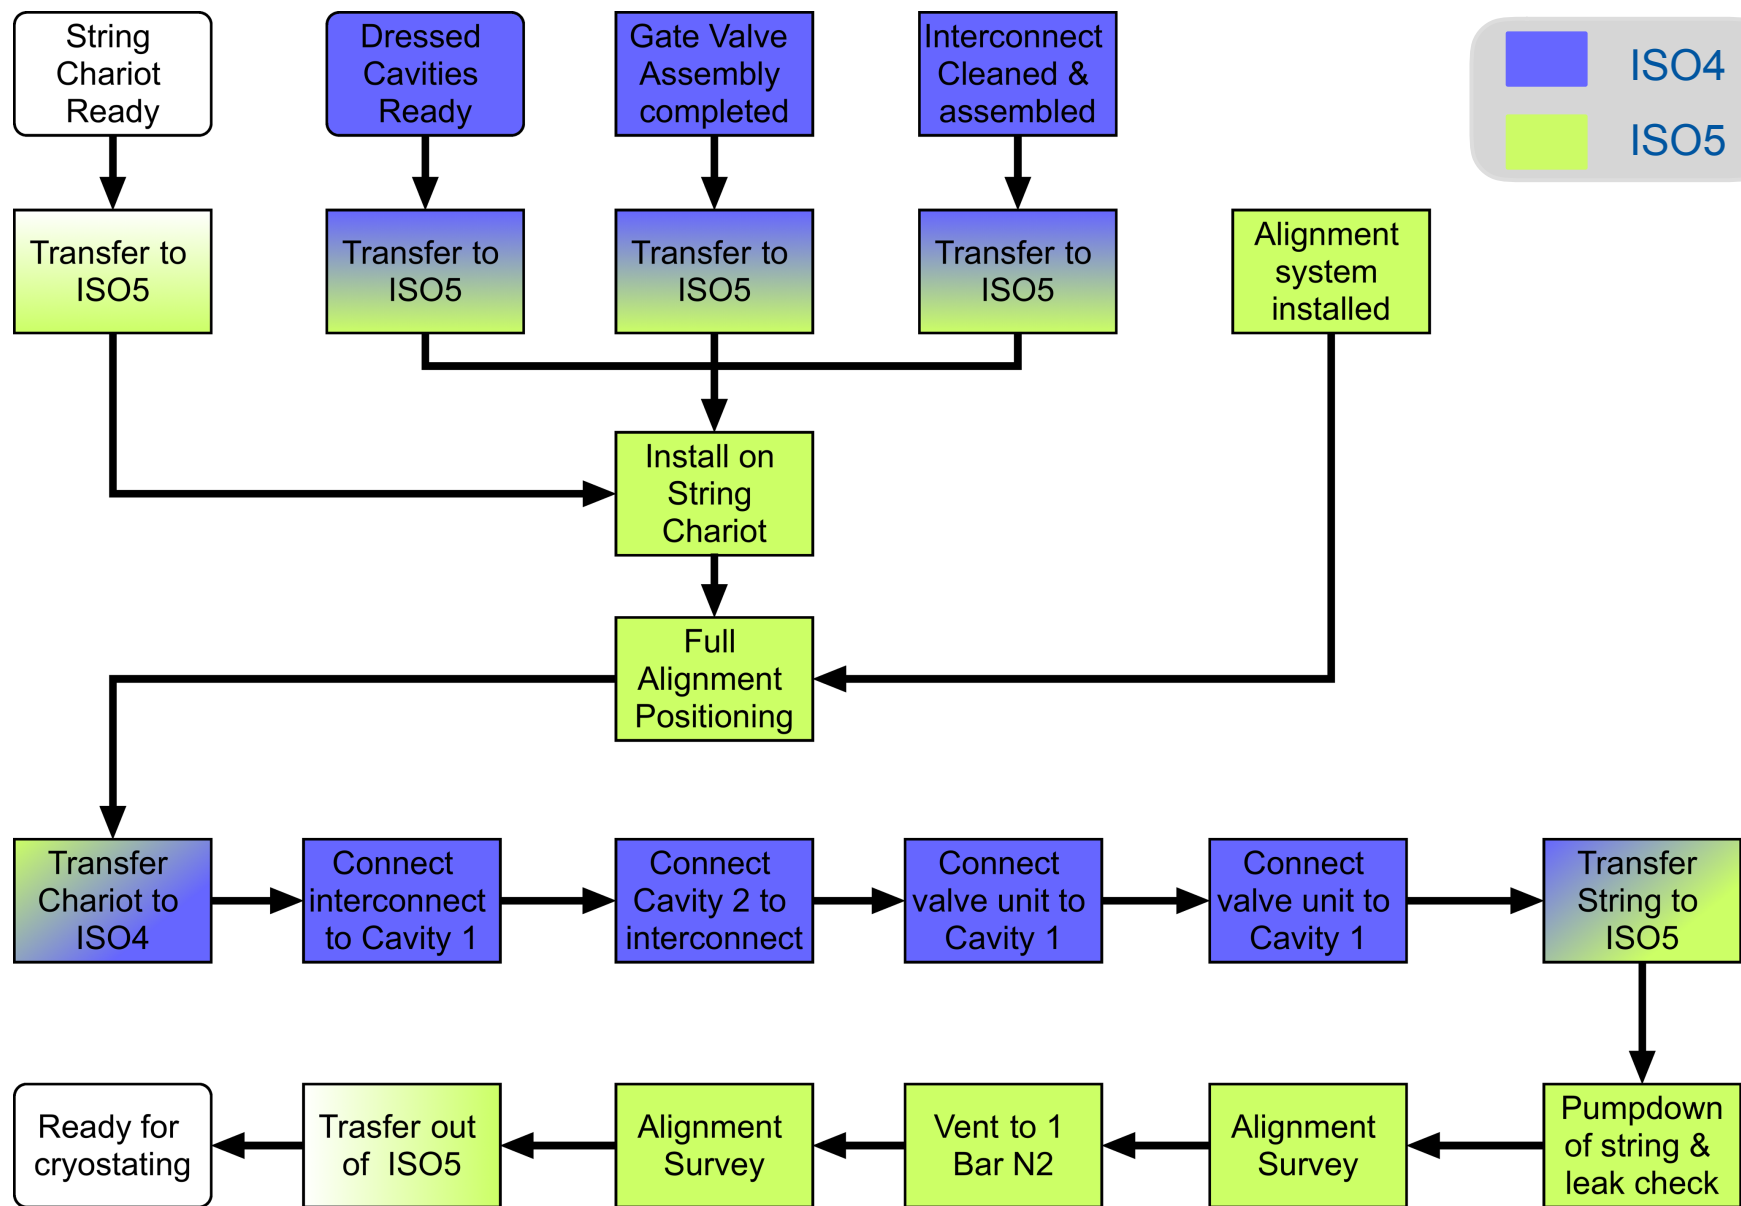 String
Chariot
Ready
Dressed
Cavities
Ready
Gate Valve
Assembly
completed
Interconnect
Cleaned &
assembled
ISO4
ISO5
Transfer to
ISO5
Transfer to
ISO5
Transfer to
ISO5
Transfer to
ISO5
Alignment
system
installed
Install on
String
Chariot
Full
Alignment
Positioning
Transfer
Chariot to
ISO4
Connect
interconnect
to Cavity 1
Connect
Cavity 2 to
interconnect
Connect
valve unit to
Cavity 1
Connect
valve unit to
Cavity 1
Transfer
String to
ISO5
Ready for
cryostating
Trasfer out
of ISO5
Alignment
Survey
Vent to 1
Bar N2
Alignment
Survey
Pumpdown
of string &
leak check